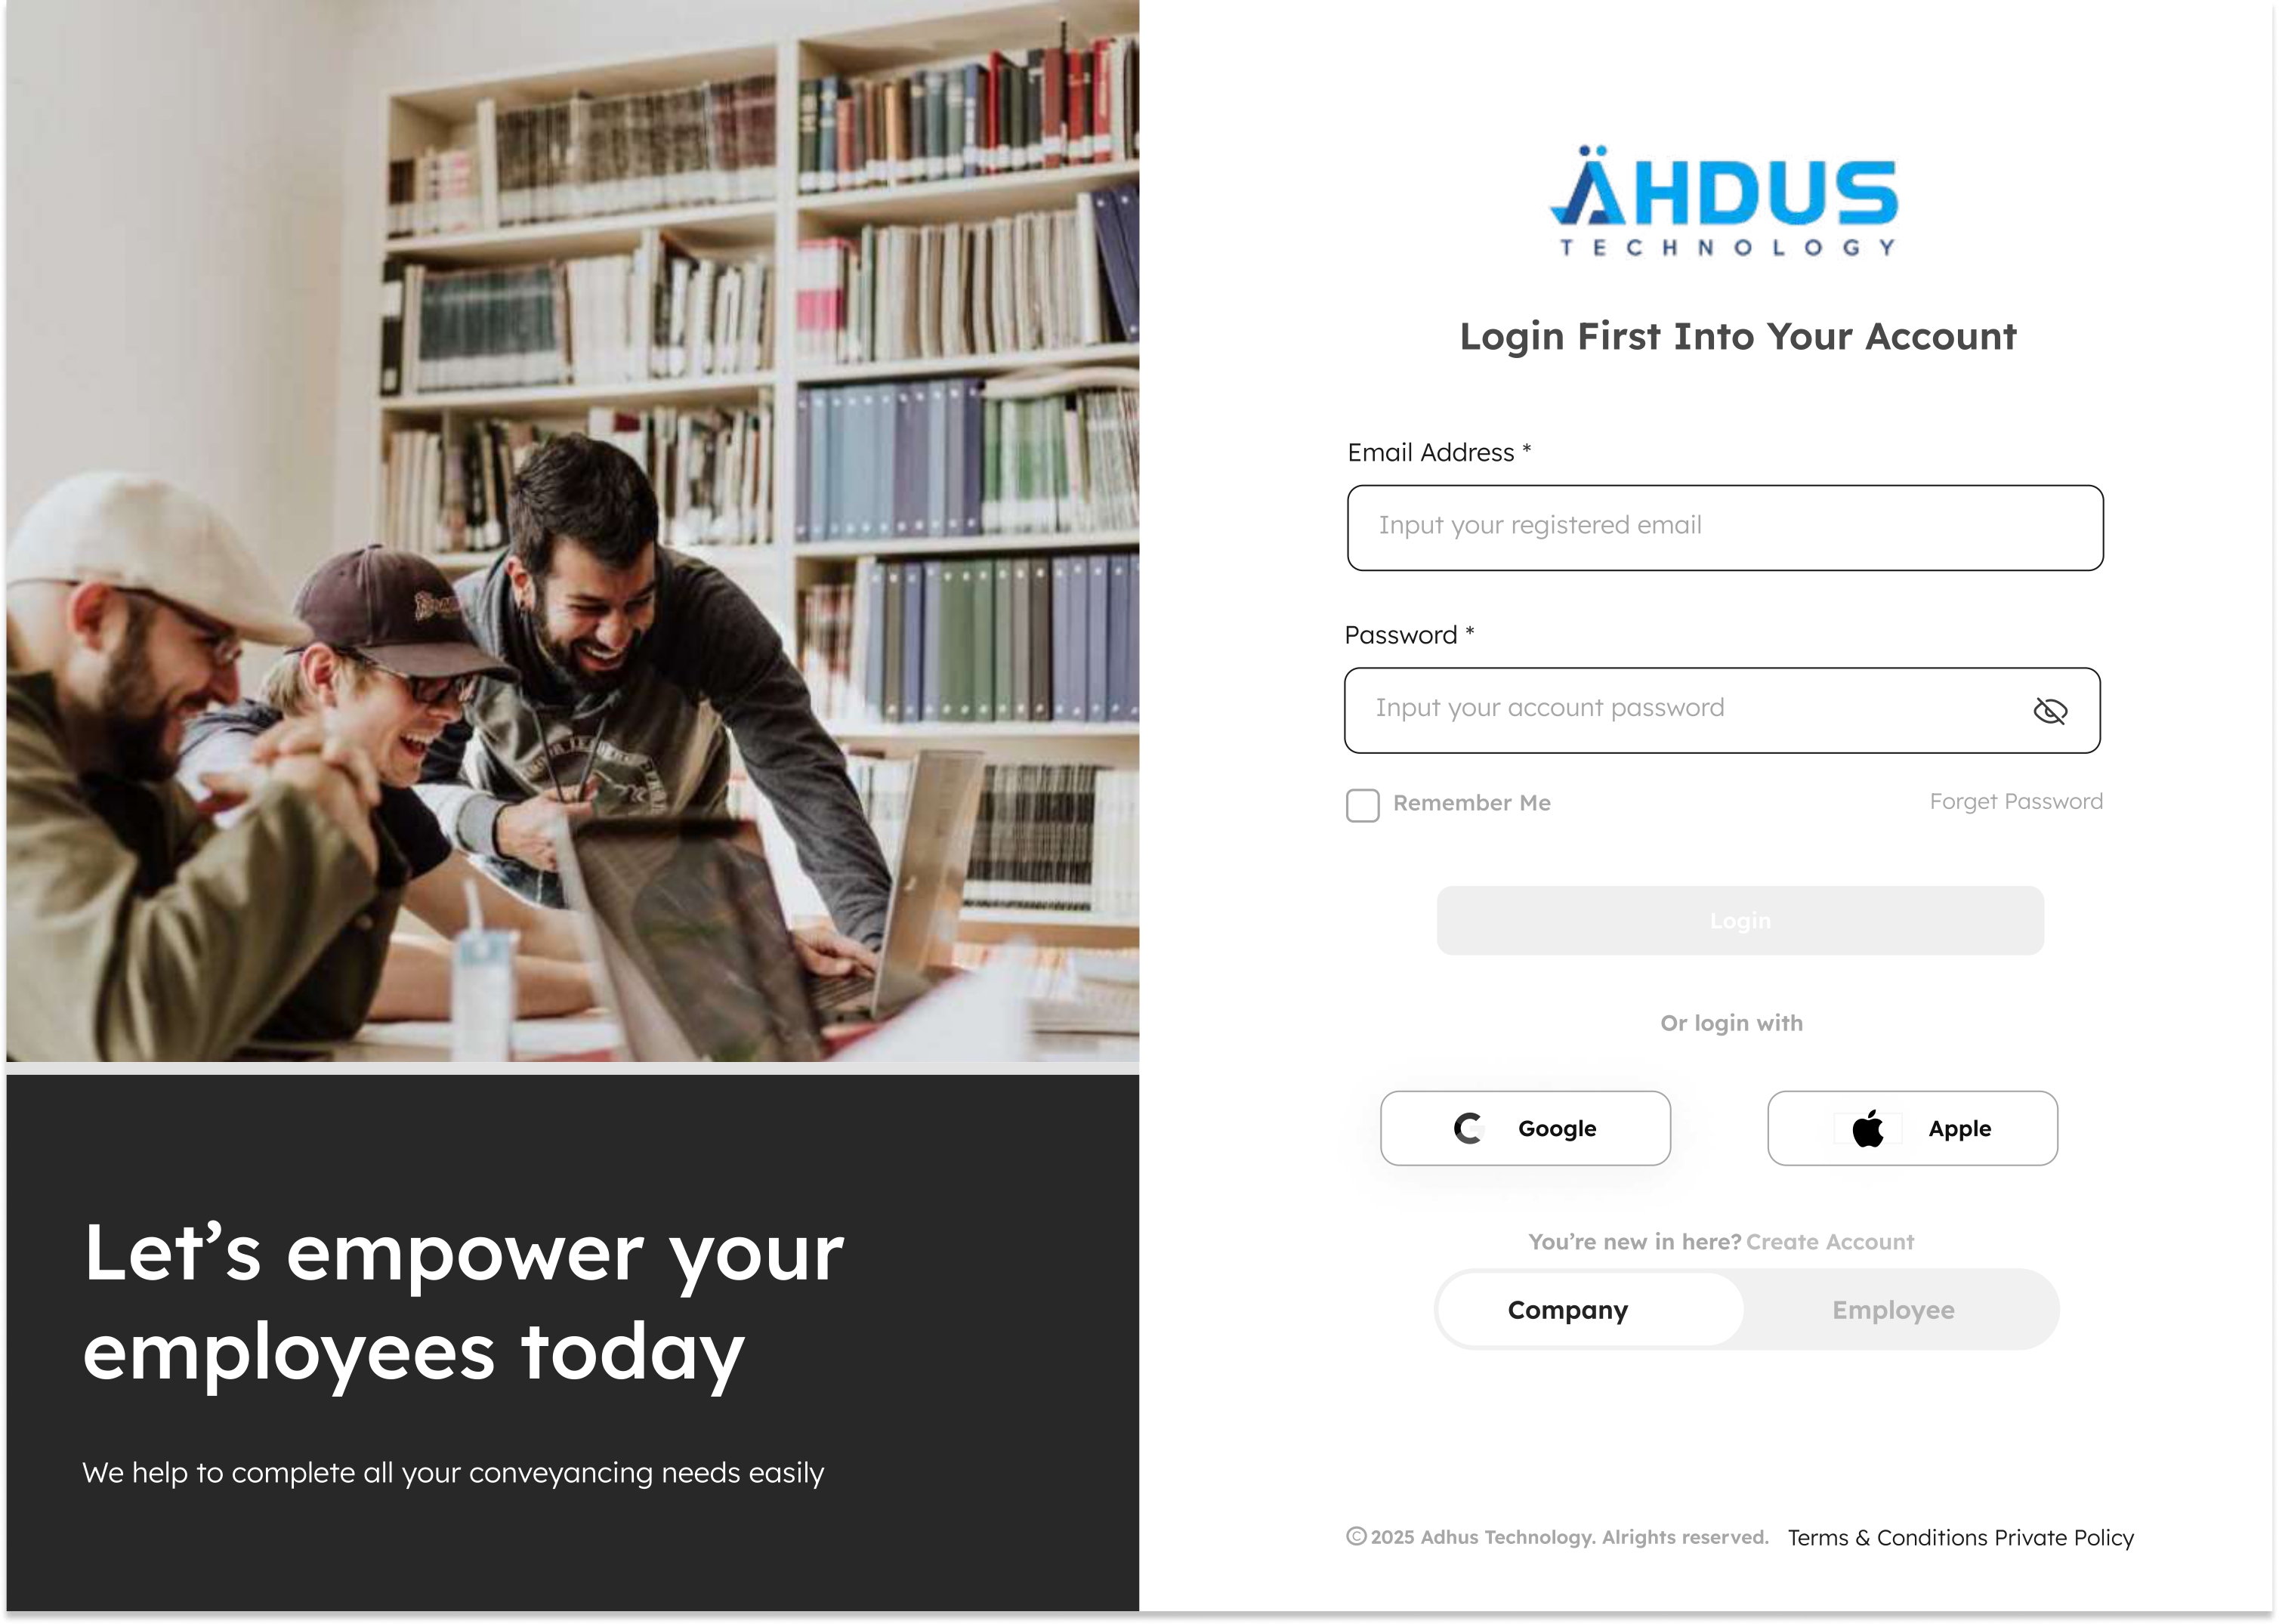 ÄHDUS
TECHNOLOGY
Login First Into Your Account
Email Address *
Input your registered email
Password *
Input your account password
Remember Me
Forget Password
Login
Or login with
Google
Apple
You’re new in here? Create Account
Company
Employee
Let’s empower your
employees today
We help to complete all your conveyancing needs easily
© 2025 Adhus Technology. Alrights reserved.
Terms & Conditions Private Policy